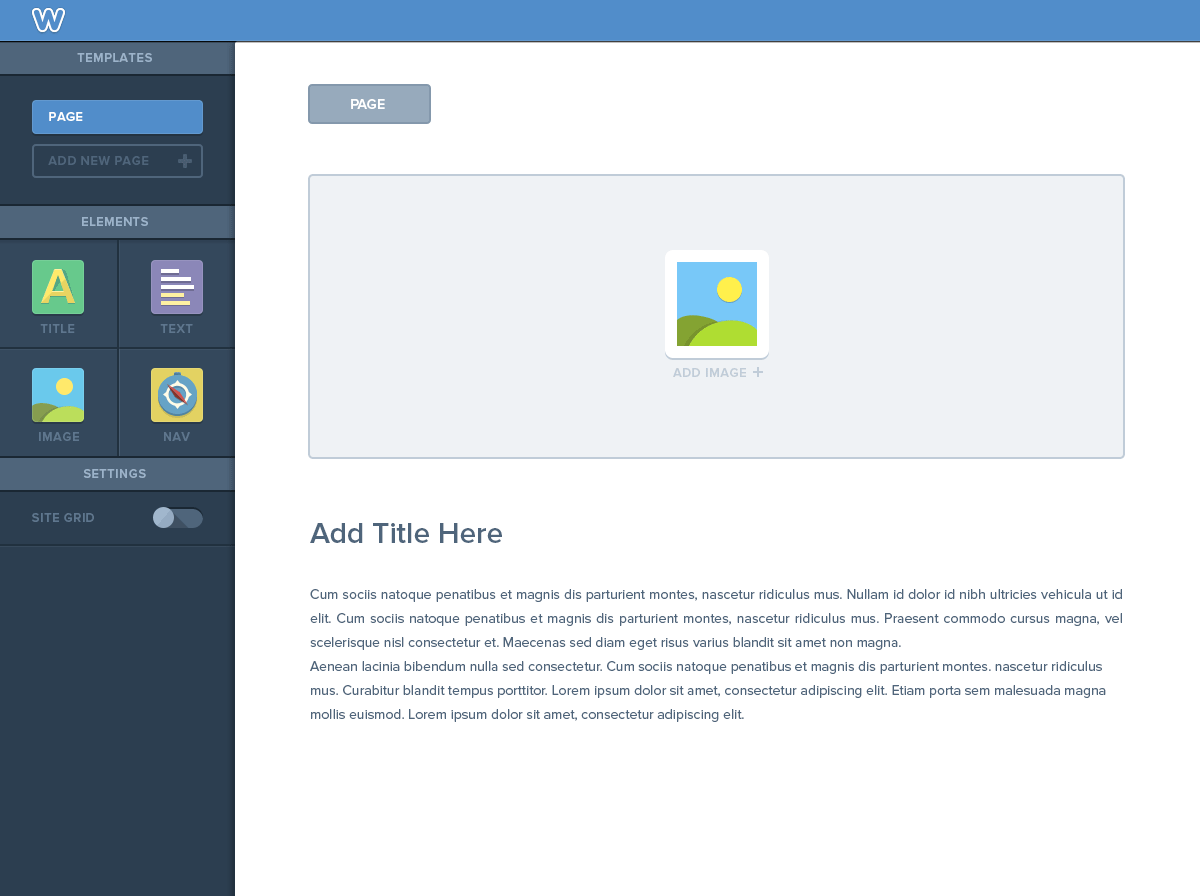 W
TEMPLATES
PAGE
ADD NEW PAGE
ELEMENTS
A
TITLE
TEXT
IMAGE
NAV
SETTINGS
SITE GRID
PAGE
ADD IMAGE +
Add Title Here
Cum sociis natoque penatibus et magnis dis parturient montes, nascetur ridiculus mus. Nullam id dolor id nibh ultricies vehicula ut id
elit. Cum sociis natoque penatibus et magnis dis parturient montes, nascetur ridiculus mus. Praesent commodo cursus magna, vel
scelerisque nisl consectetur et. Maecenas sed diam eget risus varius blandit sit amet non magna.
Aenean lacinia bibendum nulla sed consectetur. Cum sociis natoque penatibus et magnis dis parturient montes. nascetur ridiculus
mus. Curabitur blandit tempus porttitor. Lorem ipsum dolor sit amet, consectetur adipiscing elit. Etiam porta sem malesuada magna
mollis euismod. Lorem ipsum dolor sit amet, consectetur adipiscing elit.